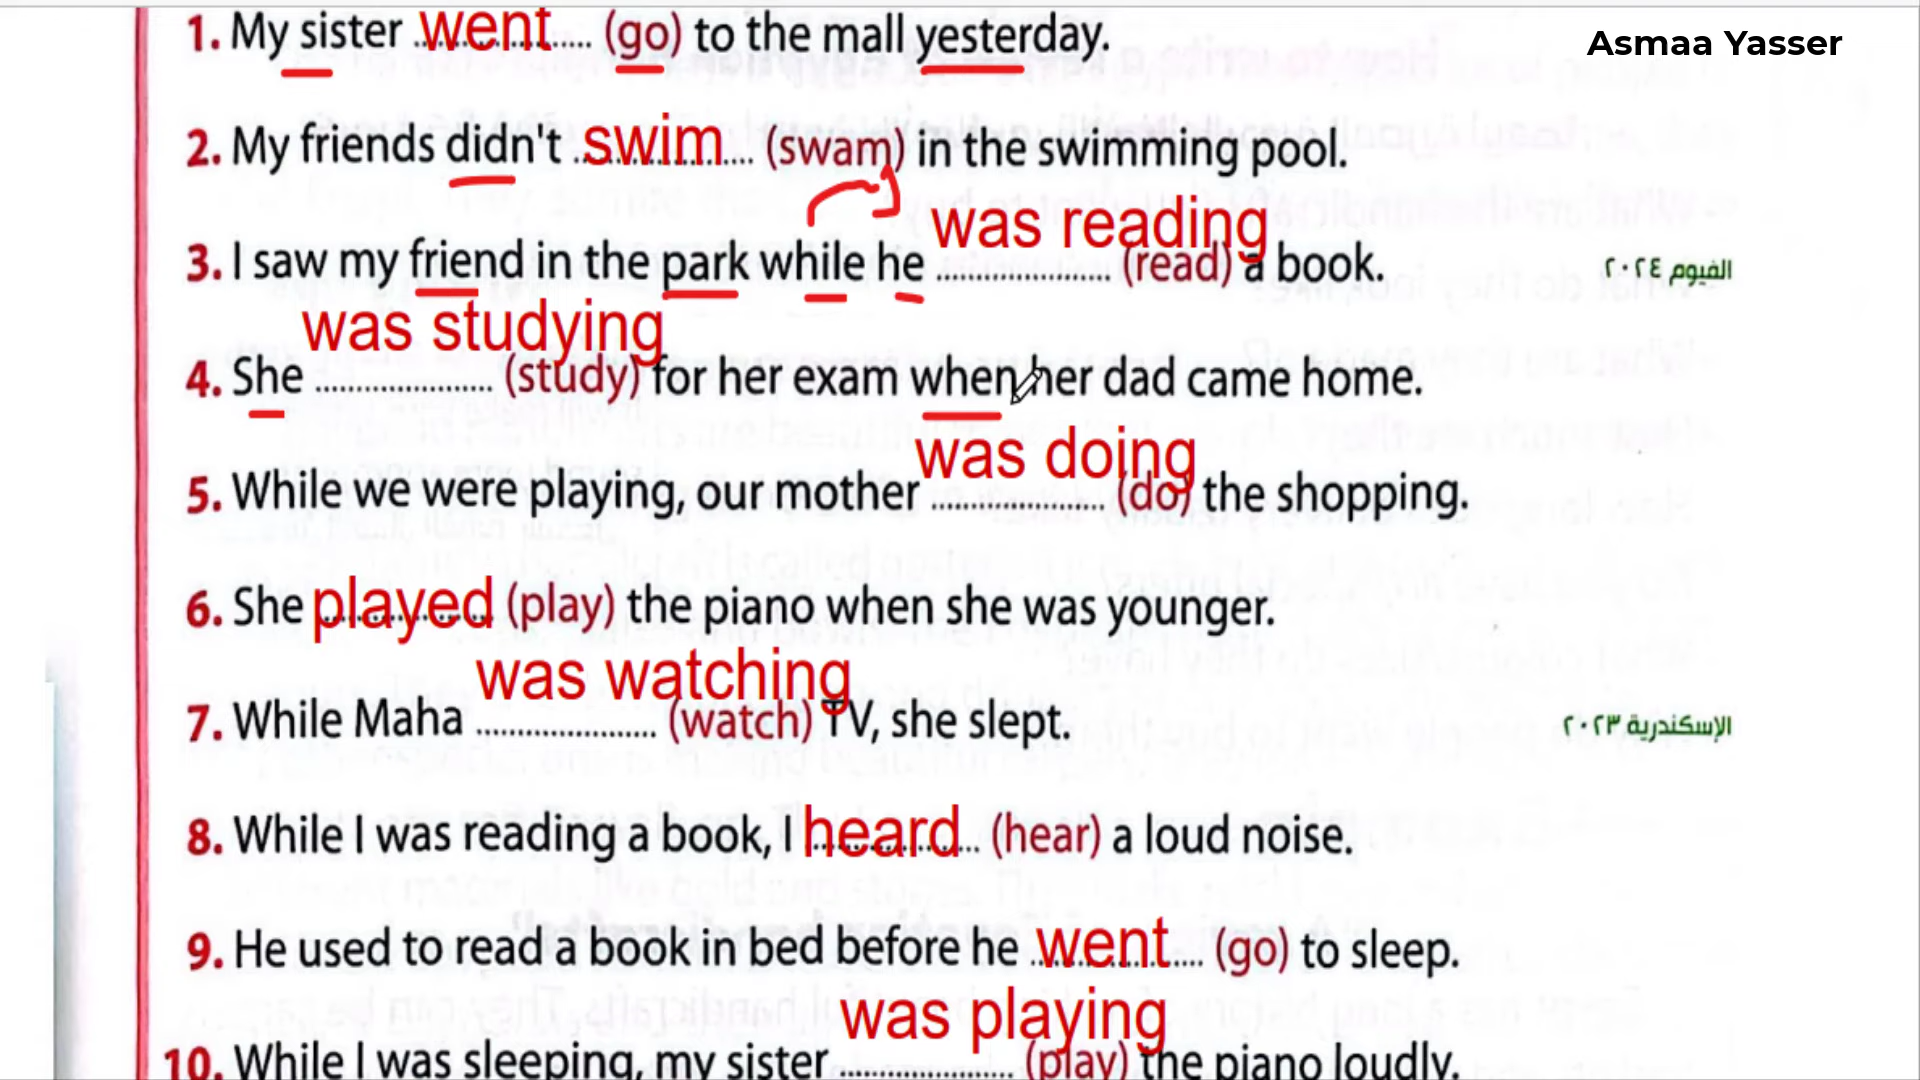 Asmaa Yasser
1. My sister went (go) to the mall yesterday.
2. My friends didn't swim (swam) in the swimming pool.
was reading
3. I saw my friend in the park while he (read) a book. الفيوم ٢٠٢٤
was studying
4. She (study) for her exam when her dad came home.
was doing
5. While we were playing, our mother (do) the shopping.
6. She played (play) the piano when she was younger.
was watching
7. While Maha (watch) TV, she slept. الإسكندرية ٢٠٢٣
8. While I was reading a book, I heard (hear) a loud noise.
9. He used to read a book in bed before he went (go) to sleep.
was playing
10. While I was sleeping, my sister (play) the piano loudly.